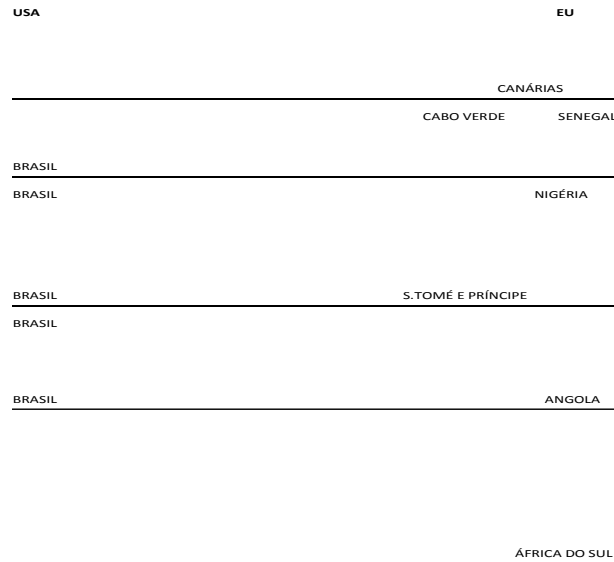 USA EU
CANÁRIAS
CABO VERDE SENEGAL
BRASIL
BRASIL NIGÉRIA
BRASIL S.TOMÉ E PRÍNCIPE
BRASIL
BRASIL ANGOLA
ÁFRICA DO SUL